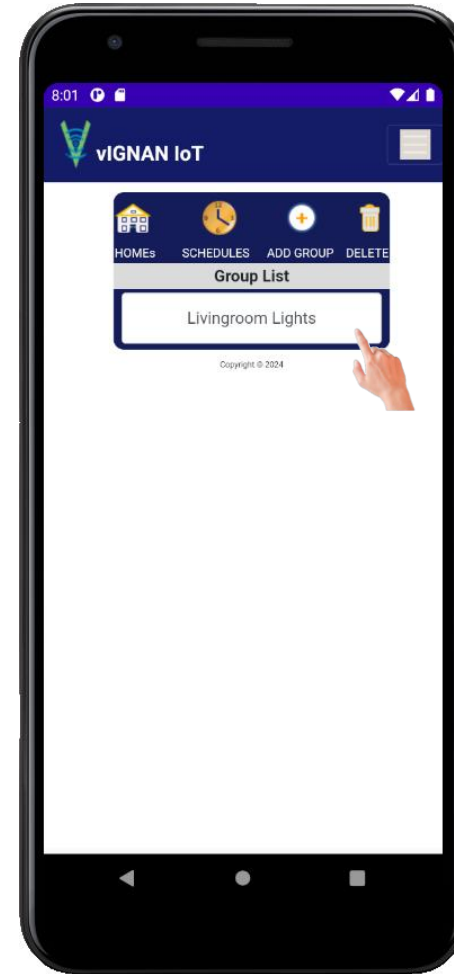 8:01
vIGNAN IoT
HOMEs SCHEDULES ADD GROUP DELETE
Group List
Livingroom Lights
Copyright © 2024